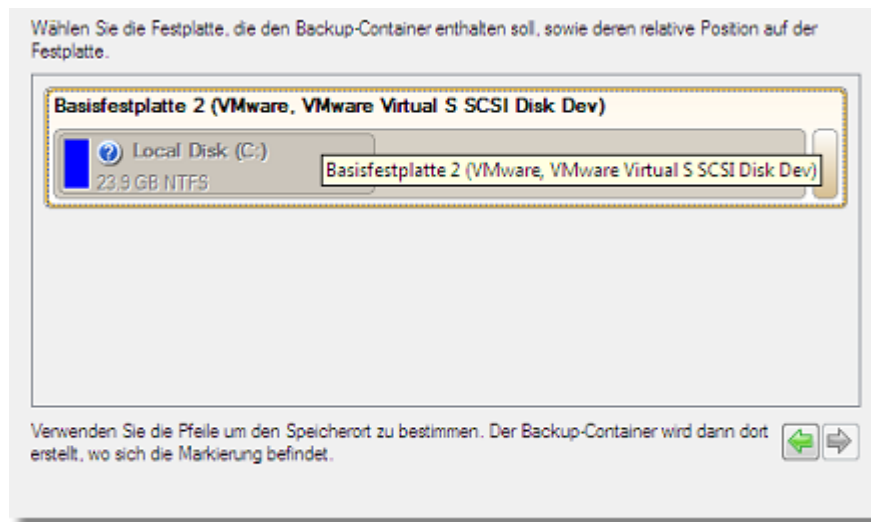 Wählen Sie die Festplatte, die den Backup-Container enthalten soll, sowie deren relative Position auf der
Festplatte.
Basisfestplatte 2 (VMware, VMware Virtual S SCSI Disk Dev)
Local Disk (C:)
23,9 GB NTFS
Basisfestplatte 2 (VMware, VMware Virtual S SCSI Disk Dev)
Verwenden Sie die Pfeile um den Speicherort zu bestimmen. Der Backup-Container wird dann dort
erstellt, wo sich die Markierung befindet.